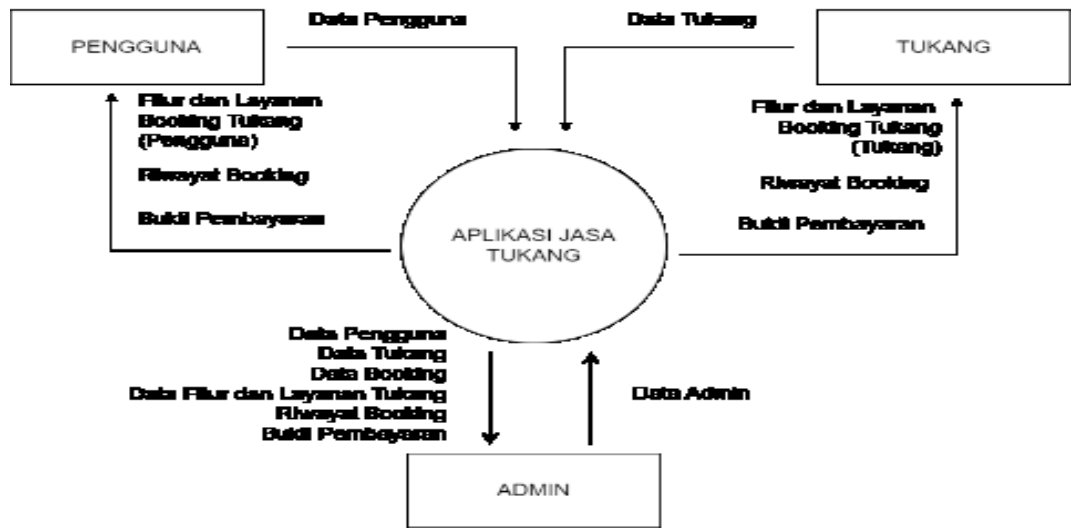 Data Pengguna
Data Tukang
PENGGUNA
TUKANG
Fitur dan Layanan
Booking Tukang
(Pengguna)
Riwayat Booking
Bukti Pembayaran
Fitur dan Layanan
Booking Tukang
(Tukang)
Riwayat Booking
Bukti Pembayaran
APLIKASI JASA
TUKANG
Data Pengguna
Data Tukang
Data Booking
Data Fitur dan Layanan Tukang
Riwayat Booking
Bukti Pembayaran
Data Admin
ADMIN